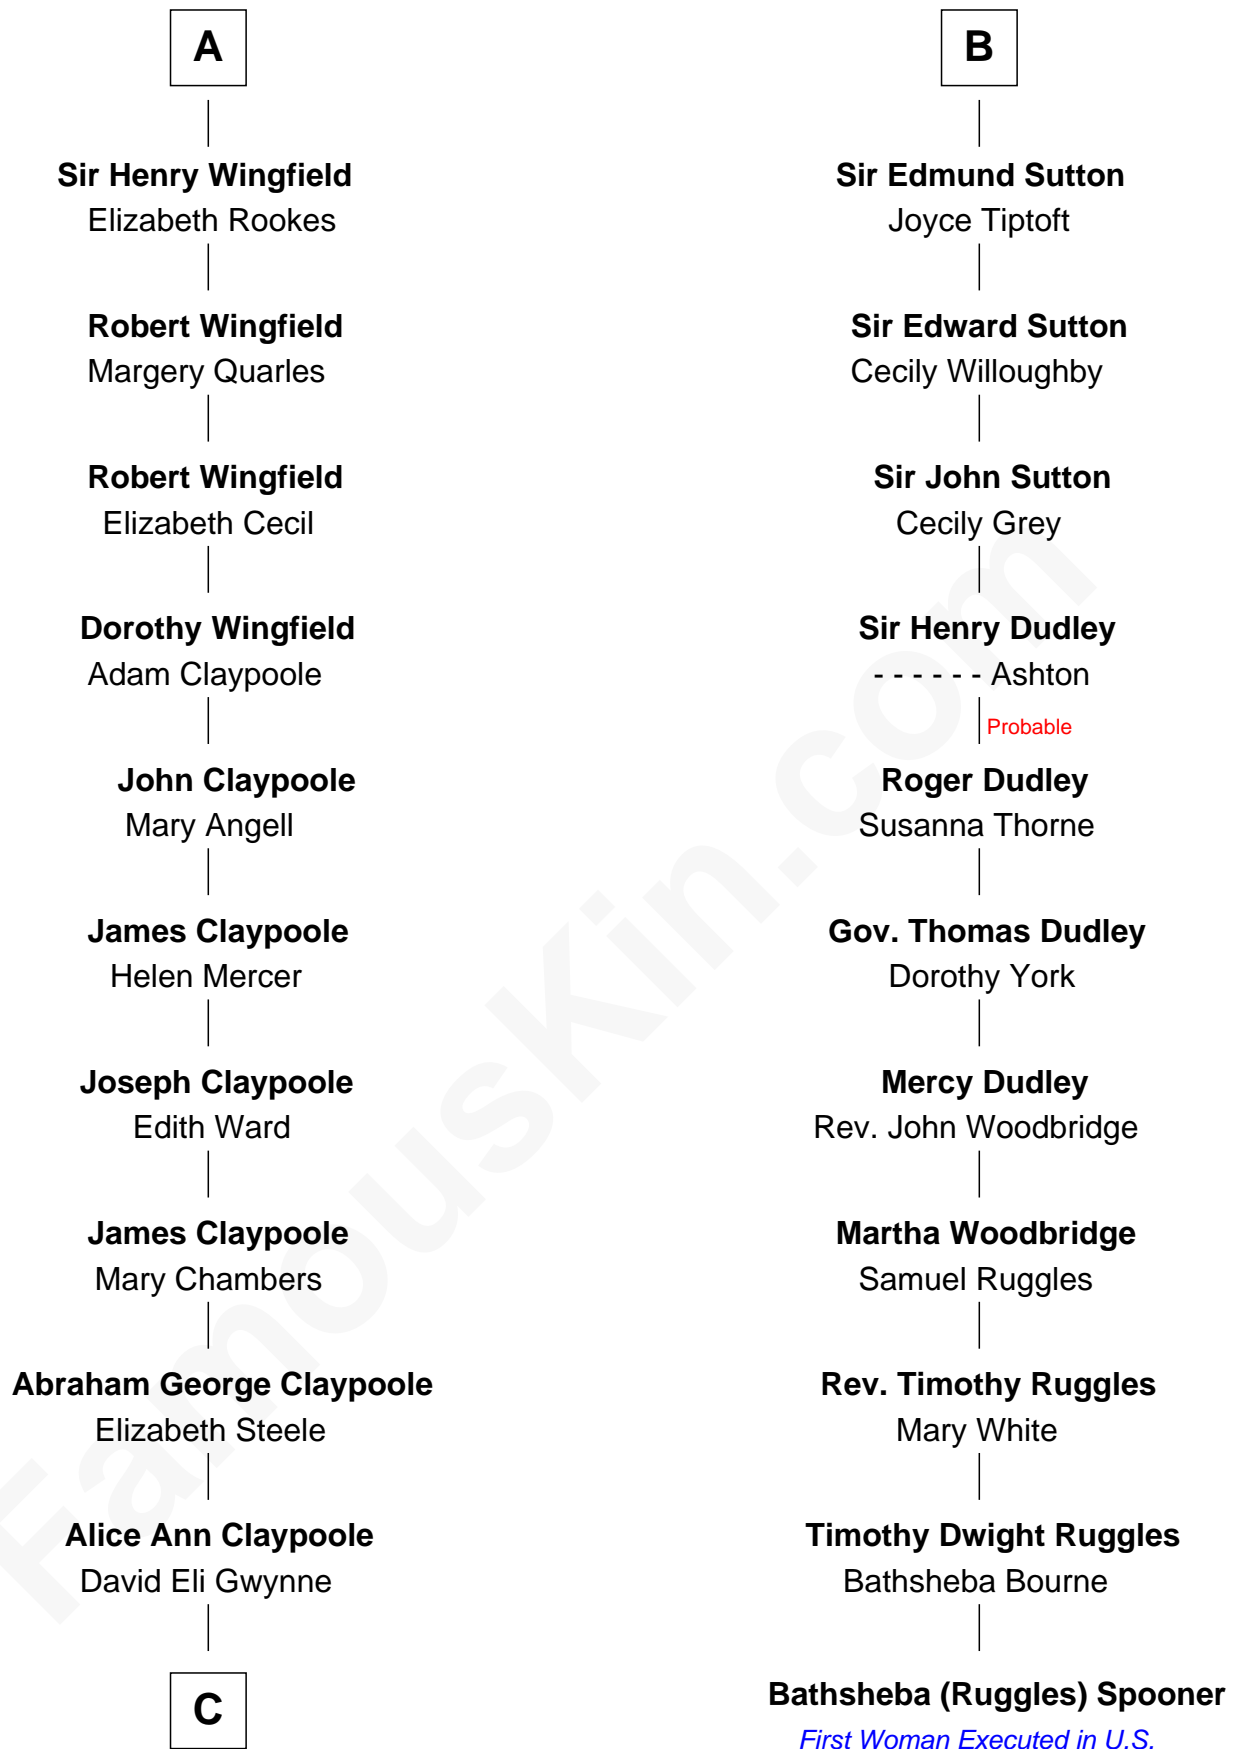 A
Sir Henry Wingfield
Elizabeth Rookes
Robert Wingfield
Margery Quarles
Robert Wingfield
Elizabeth Cecil
Dorothy Wingfield
Adam Claypoole
John Claypoole
Mary Angell
James Claypoole
Helen Mercer
Joseph Claypoole
Edith Ward
James Claypoole
Mary Chambers
Abraham George Claypoole
Elizabeth Steele
Alice Ann Claypoole
David Eli Gwynne
C
B
Sir Edmund Sutton
Joyce Tiptoft
Sir Edward Sutton
Cecily Willoughby
Sir John Sutton
Cecily Grey
Sir Henry Dudley
- - - - - - Ashton
Probable
Roger Dudley
Susanna Thorne
Gov. Thomas Dudley
Dorothy York
Mercy Dudley
Rev. John Woodbridge
Martha Woodbridge
Samuel Ruggles
Rev. Timothy Ruggles
Mary White
Timothy Dwight Ruggles
Bathsheba Bourne
Bathsheba (Ruggles) Spooner
First Woman Executed in U.S.
FamousKin.com